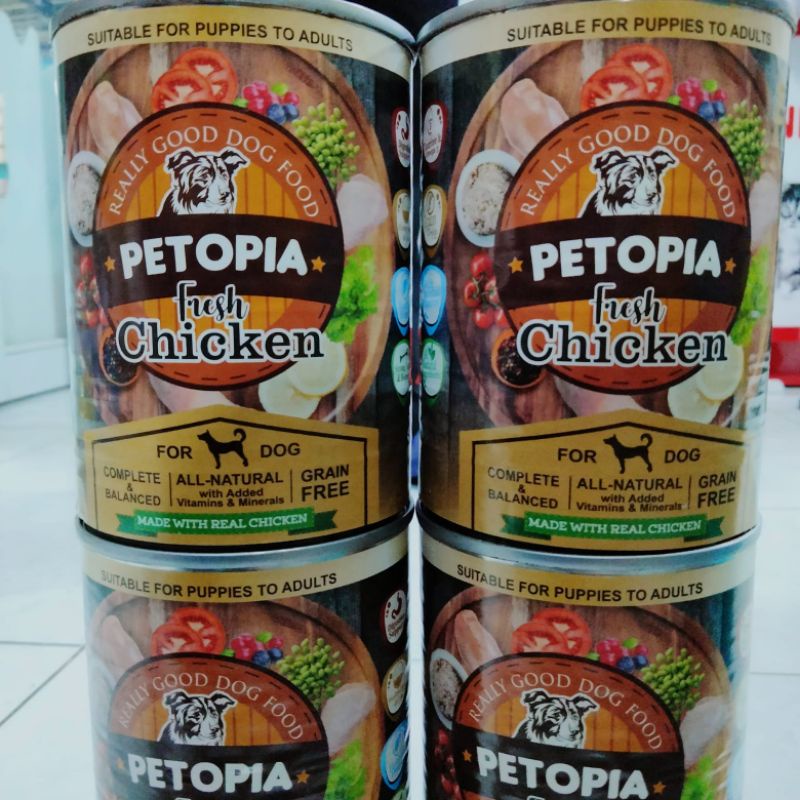 SUITABLE FOR PUPPIES TO ADULTS
REALLY GOOD DOG FOOD
PETOPIA
fresh
Chicken
FOR DOG
COMPLETE
&
BALANCED
ALL-NATURAL
with Added
Vitamins & Minerals
GRAIN
FREE
MADE WITH REAL CHICKEN
SUITABLE FOR PUPPIES TO ADULTS
REALLY GOOD DOG FOOD
PETOPIA
fresh
Chicken
FOR DOG
COMPLETE
&
BALANCED
ALL-NATURAL
with Added
Vitamins & Minerals
GRAIN
FREE
MADE WITH REAL CHICKEN
SUITABLE FOR PUPPIES TO ADULTS
REALLY GOOD DOG FOOD
PETOPIA
SUITABLE FOR PUPPIES TO ADULTS
REALLY GOOD DOG FOOD
PETOPIA